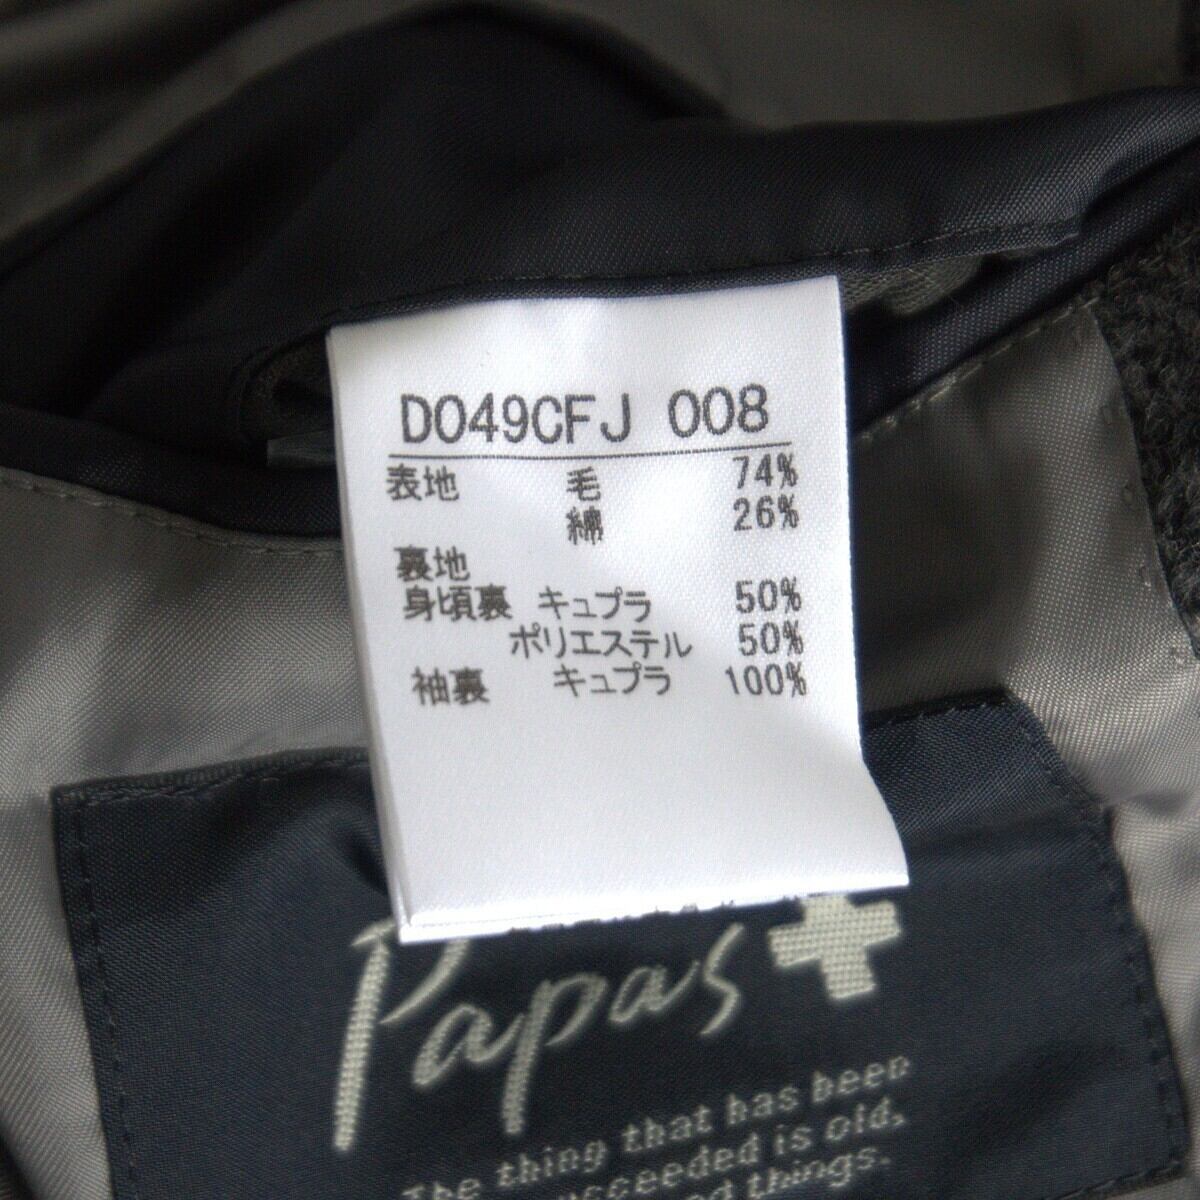 D049CFJ 008
表地 毛 74%
綿 26%
裏地
身頃裏 キュプラ 50%
ポリエステル 50%
袖裏 キュプラ 100%
Papas+
The thing that has been
succeeded is old,
things.